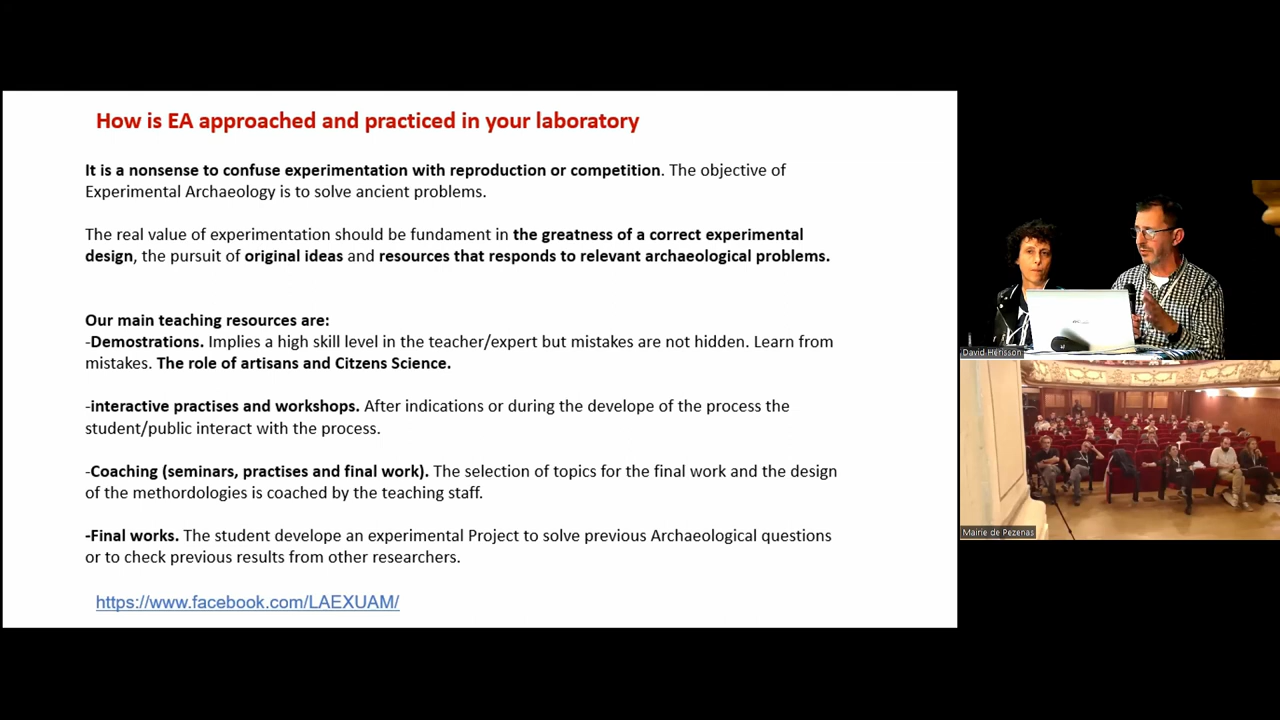 How is EA approached and practiced in your laboratory
It is a nonsense to confuse experimentation with reproduction or competition. The objective of
Experimental Archaeology is to solve ancient problems.
The real value of experimentation should be fundament in the greatness of a correct experimental
design, the pursuit of original ideas and resources that responds to relevant archaeological problems.
Our main teaching resources are:
-Demostrations. Implies a high skill level in the teacher/expert but mistakes are not hidden. Learn from
mistakes. The role of artisans and Citzens Science.
-interactive practises and workshops. After indications or during the develope of the process the
student/public interact with the process.
-Coaching (seminars, practises and final work). The selection of topics for the final work and the design
of the methordologies is coached by the teaching staff.
-Final works. The student develope an experimental Project to solve previous Archaeological questions
or to check previous results from other researchers.
https://www.facebook.com/LAEXUAM/
David Hérisson
Mairie de Pezenas